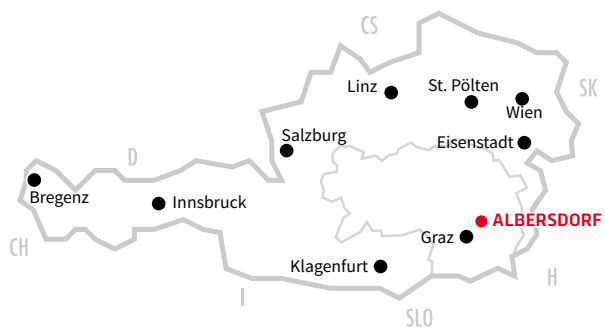 CS
Linz
St. Pölten
SK
Wien
Salzburg
Eisenstadt
D
Bregenz
Innsbruck
ALBERSDORF
Graz
CH
Klagenfurt
H
I
SLO